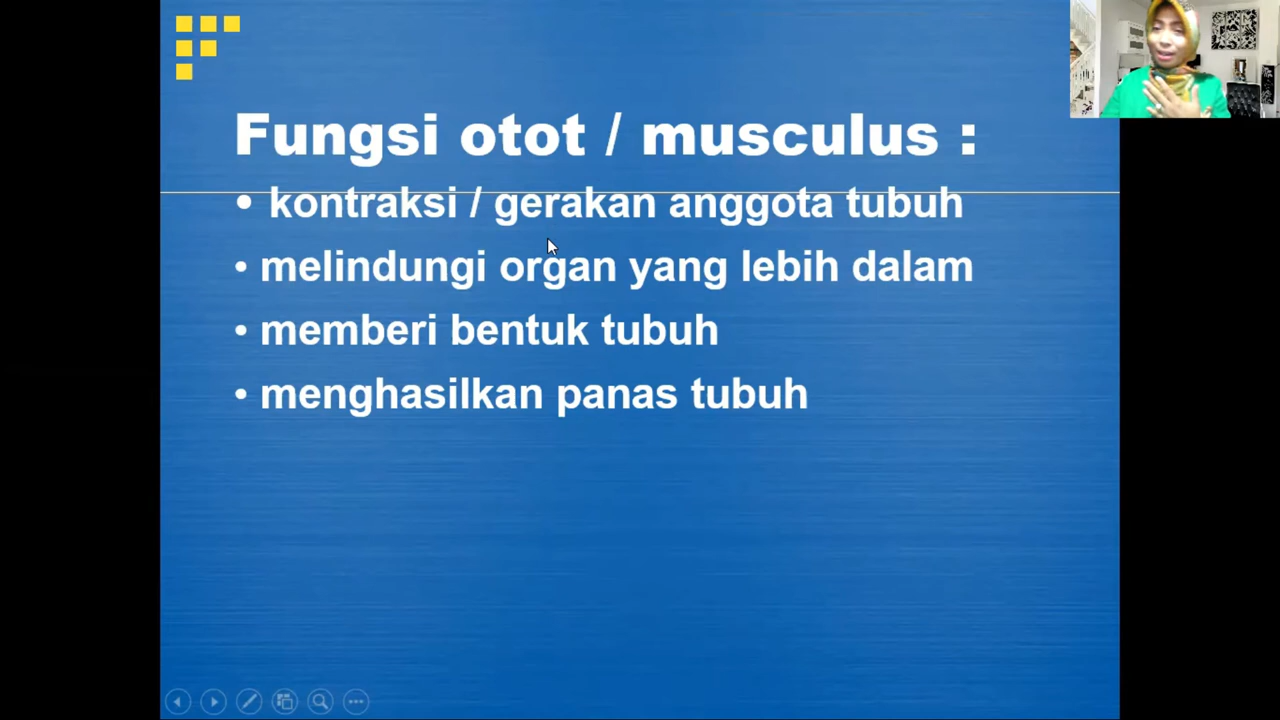 Fungsi otot / musculus :
• kontraksi / gerakan anggota tubuh
• melindungi organ yang lebih dalam
• memberi bentuk tubuh
• menghasilkan panas tubuh